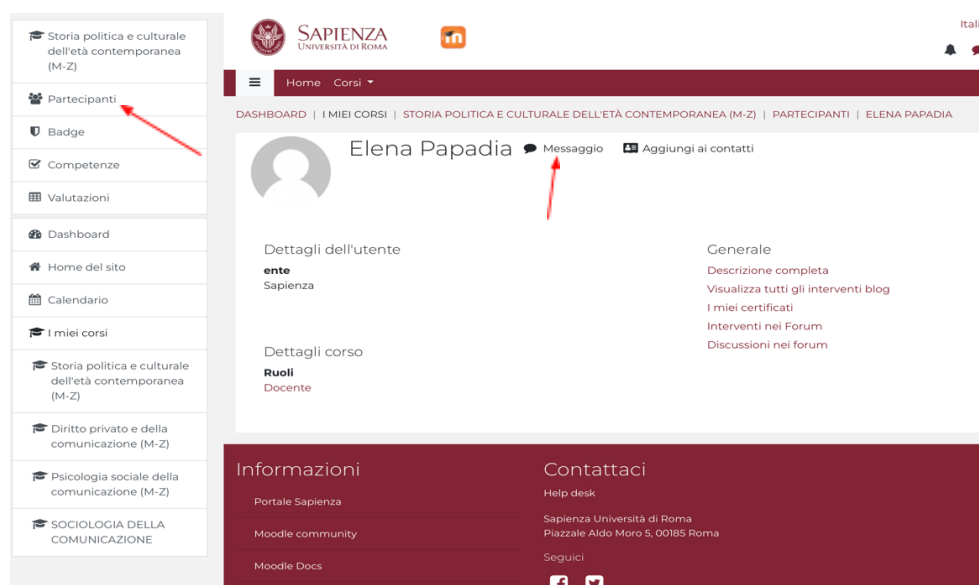 Storia politica e culturale
dell'età contemporanea
(M-Z)
Partecipanti
Badge
Competenze
Valutazioni
Dashboard
Home del sito
Calendario
I miei corsi
Storia politica e culturale
dell'età contemporanea
(M-Z)
Diritto privato e della
comunicazione (M-Z)
Psicologia sociale della
comunicazione (M-Z)
SOCIOLOGIA DELLA
COMUNICAZIONE
SAPIENZA
UNIVERSITÀ DI ROMA
m
Itali
Home Corsi
DASHBOARD | I MIEI CORSI | STORIA POLITICA E CULTURALE DELL'ETÀ CONTEMPORANEA (M-Z) | PARTECIPANTI | ELENA PAPADIA
Elena Papadia Messaggio Aggiungi ai contatti
Dettagli dell'utente
ente
Sapienza
Dettagli corso
Ruoli
Docente
Generale
Descrizione completa
Visualizza tutti gli interventi blog
I miei certificati
Interventi nei Forum
Discussioni nei forum
Informazioni
Portale Sapienza
Moodle community
Moodle Docs
Contattaci
Help desk
Sapienza Università di Roma
Piazzale Aldo Moro 5, 00185 Roma
Seguici